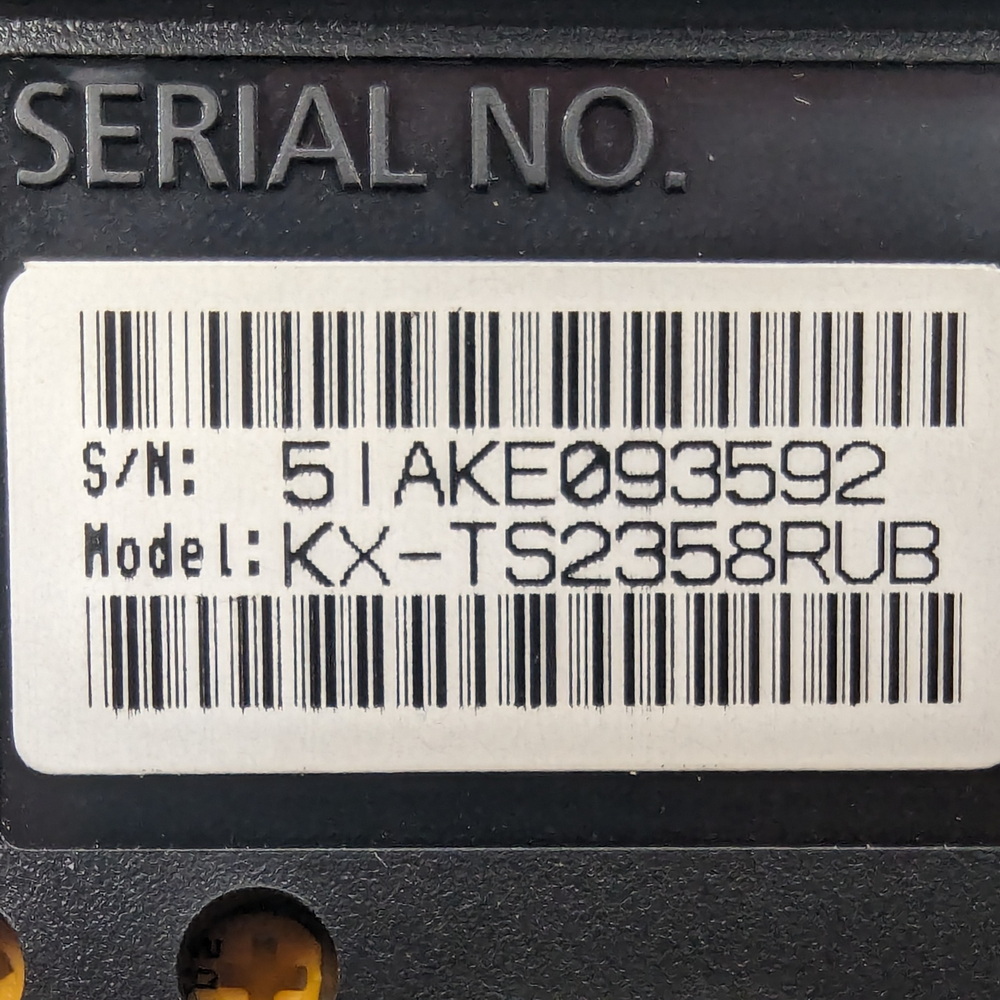 SERIAL NO.
S/N: 5IAKE093592
Model: KX-TS2358RUB